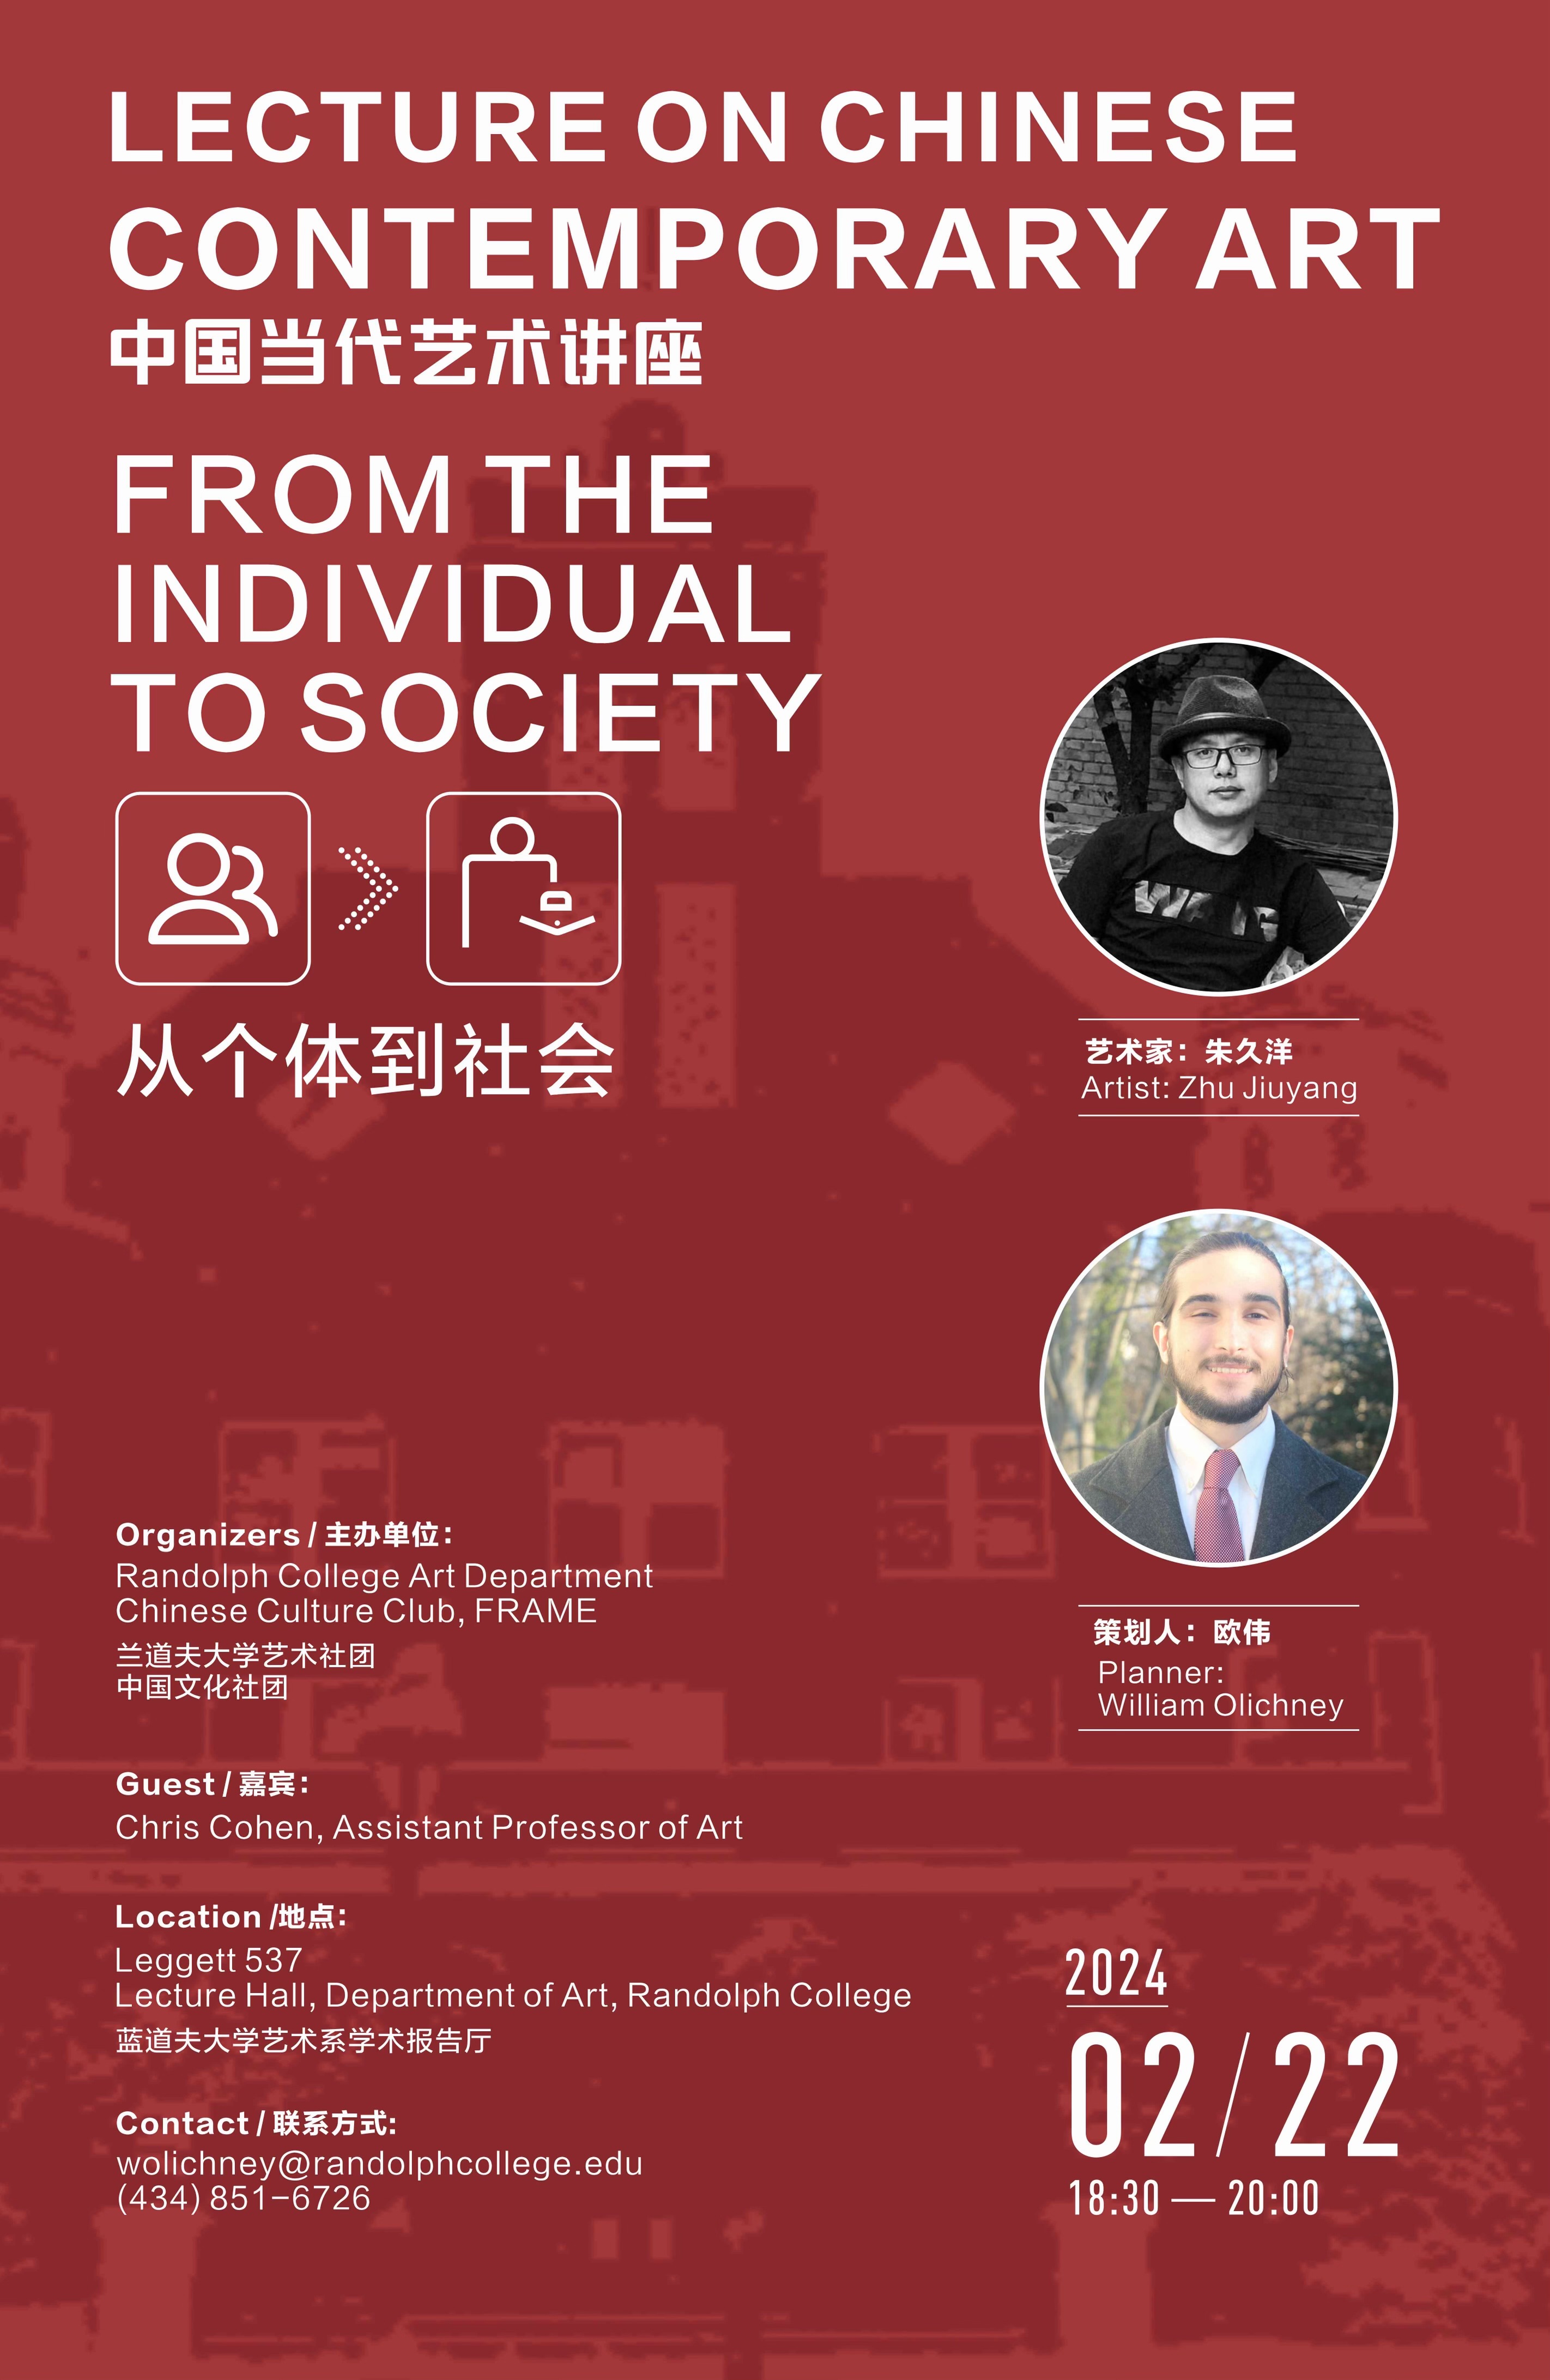 LECTURE ON CHINESE
CONTEMPORARY ART
中国当代艺术讲座
FROM THE
INDIVIDUAL
TO SOCIETY
从个体到社会
艺术家：朱久洋
Artist: Zhu Jiuyang
策划人：欧伟
Planner:
William Olichney
Organizers / 主办单位：
Randolph College Art Department
Chinese Culture Club, FRAME
兰道夫大学艺术社团
中国文化社团
Guest / 嘉宾：
Chris Cohen, Assistant Professor of Art
Location /地点：
Leggett 537
Lecture Hall, Department of Art, Randolph College
蓝道夫大学艺术系学术报告厅
Contact / 联系方式:
wolichney@randolphcollege.edu
(434) 851-6726
2024
02/22
18:30 — 20:00